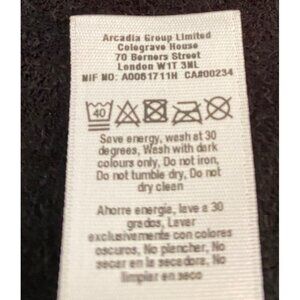 Arcadia Group Limited
Colegrave House
70 Berners Street
London W1T 3NL
NIF NO: A0061711H CA#00234
40
Save energy, wash at 30
degrees, Wash with dark
colours only, Do not iron,
Do not tumble dry, Do not
dry clean
Ahorre energia, lave a 30
grados, Lavar
exclusivamente con colores
oscuros, No planchar, No
secar en la secadora, No
limpiar en seco